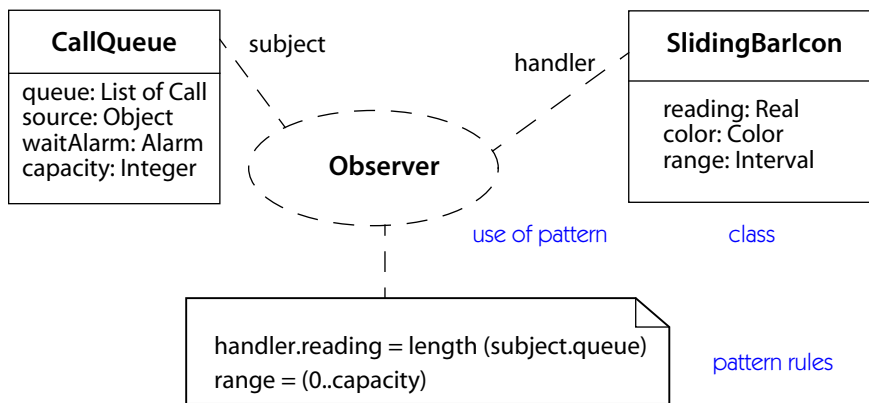 CallQueue
queue: List of Call
source: Object
waitAlarm: Alarm
capacity: Integer
subject
handler
SlidingBarIcon
reading: Real
color: Color
range: Interval
Observer
use of pattern
class
handler.reading = length (subject.queue)
range = (0..capacity)
pattern rules